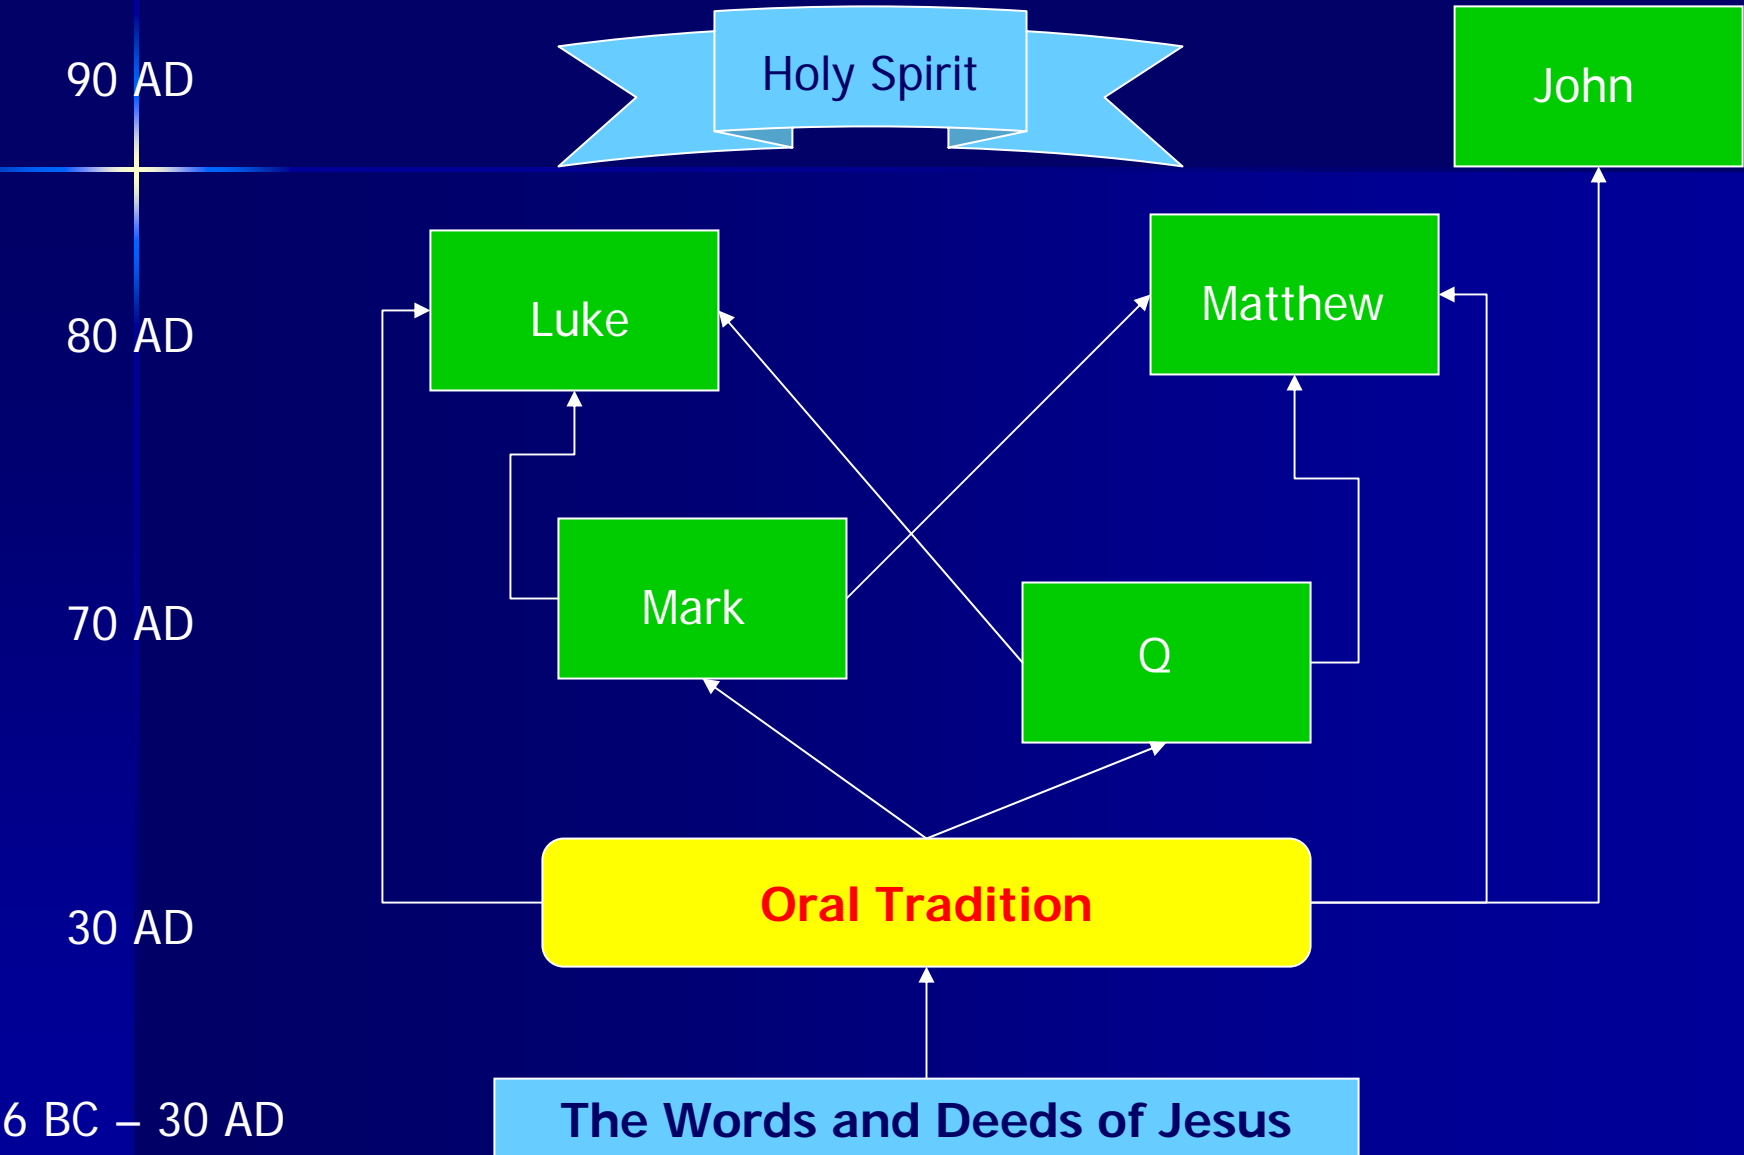 90 AD
Holy Spirit
John
Luke
Matthew
80 AD
Mark
70 AD
Q
Oral Tradition
30 AD
6 BC – 30 AD
The Words and Deeds of Jesus